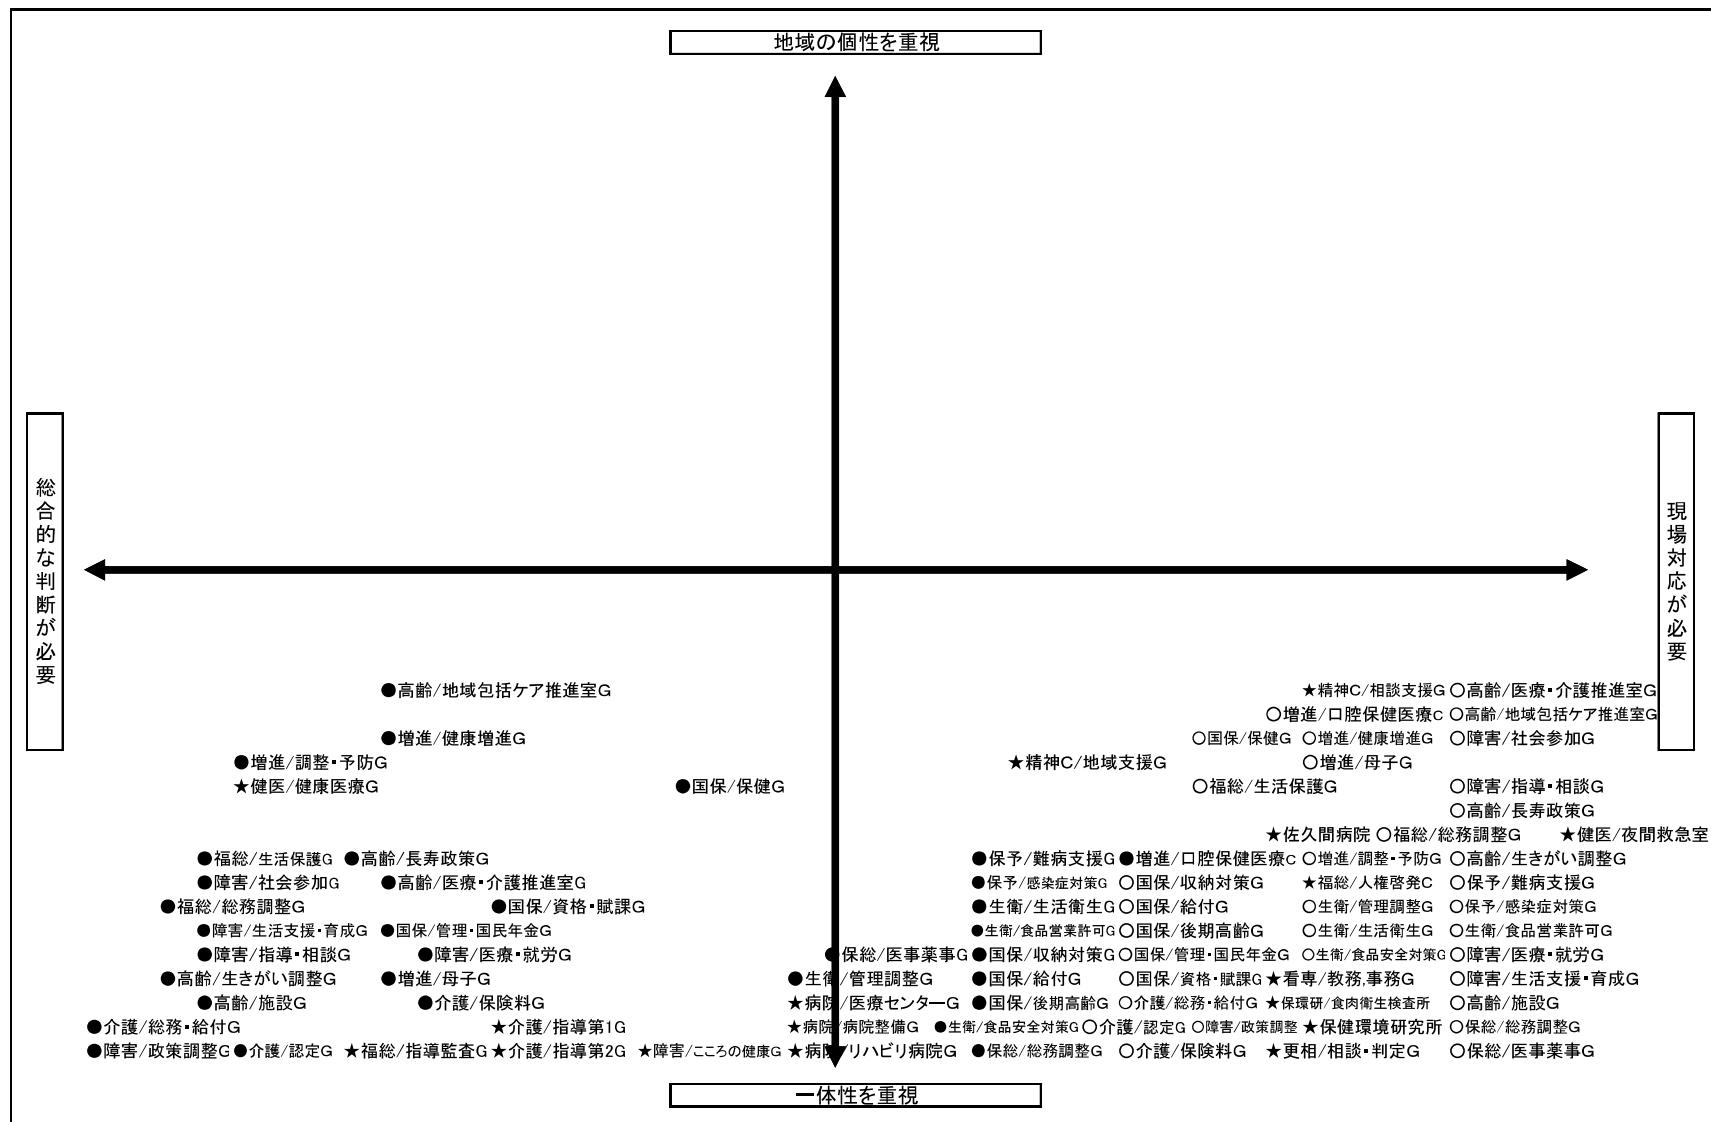 地域の個性を重視
総合的な判断が必要
現場対応が必要
●高齢/地域包括ケア推進室G ★精神C/相談支援G ○高齢/医療・介護推進室G
○増進/口腔保健医療C ○高齢/地域包括ケア推進室G
●増進/健康増進G ○国保/保健G ○増進/健康増進G ○障害/社会参加G
●増進/調整・予防G ★精神C/地域支援G ○増進/母子G
★健医/健康医療G ●国保/保健G ○福総/生活保護G ○障害/指導・相談G
○高齢/長寿政策G
★佐久間病院 ○福総/総務調整G ★健医/夜間救急室
●福総/生活保護G ●高齢/長寿政策G ●保予/難病支援G ●増進/口腔保健医療C ○増進/調整・予防G ○高齢/生きがい調整G
●障害/社会参加G ●高齢/医療・介護推進室G ●保予/感染症対策G ○国保/収納対策G ★福総/人権啓発C ○保予/難病支援G
●福総/総務調整G ●国保/資格・賦課G ●生衛/生活衛生G ○国保/給付G ○生衛/管理調整G ○保予/感染症対策G
●障害/生活支援・育成G ●国保/管理・国民年金G ●生衛/食品営業許可G ○国保/後期高齢G ○生衛/生活衛生G ○生衛/食品営業許可G
●障害/指導・相談G ●障害/医療・就労G ●保総/医事薬事G ●国保/収納対策G ○国保/管理・国民年金G ○生衛/食品安全対策G ○障害/医療・就労G
●高齢/生きがい調整G ●増進/母子G ●生衛/管理調整G ●国保/給付G ○国保/資格・賦課G ★看専/教務,事務G ○障害/生活支援・育成G
●高齢/施設G ●介護/保険料G ★病院/医療センターG ●国保/後期高齢G ○介護/総務・給付G ★保環研/食肉衛生検査所 ○高齢/施設G
●介護/総務・給付G ★介護/指導第1G ★病院/病院整備G ●生衛/食品安全対策G ○介護/認定G ○障害/政策調整 ★保健環境研究所 ○保総/総務調整G
●障害/政策調整G ●介護/認定G ★福総/指導監査G ★介護/指導第2G ★障害/こころの健康G ★病院/リハビリ病院G ●保総/総務調整G ○介護/保険料G ★更相/相談・判定G ○保総/医事薬事G
一体性を重視